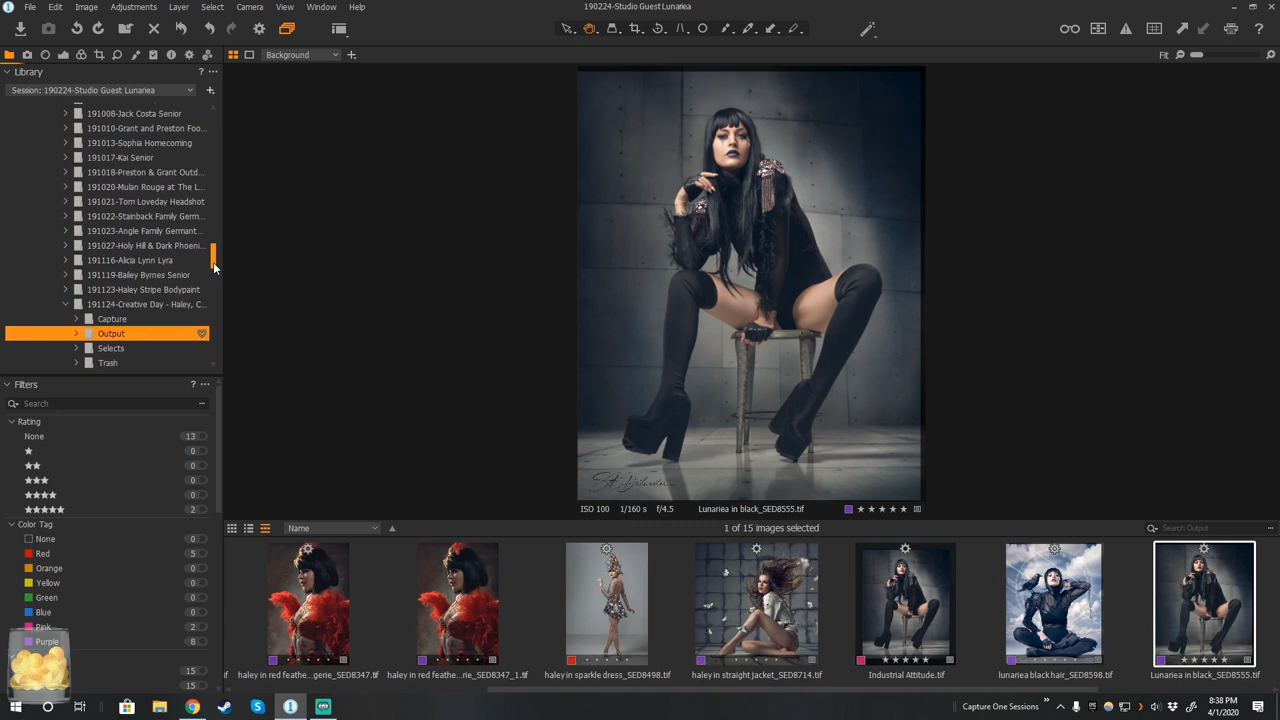 File Edit Image Adjustments Layer Select Camera View Window Help
190224-Studio Guest Lunariea
Background
Fit
Library
Session: 190224-Studio Guest Lunariea
191008-Jack Costa Senior
191010-Grant and Preston Foo...
191013-Sophia Homecoming
191017-Kai Senior
191018-Preston & Grant Outd...
191020-Mulan Rouge at The L...
191021-Tom Loveday Headshot
191022-Stainback Family Germ...
191023-Angle Family Germant...
191027-Holy Hill & Dark Phoeni...
191116-Alicia Lynn Lyra
191119-Bailey Byrnes Senior
191123-Haley Stripe Bodypaint
191124-Creative Day - Haley, C...
Capture
Output
Selects
Trash
Filters
Search
Rating
None 13
0
0
0
0
2
Color Tag
None 0
Red 5
Orange 0
Yellow 0
Green 0
Blue 0
Pink 2
Purple 8
15
15
ISO 100 1/160 s f/4.5 Lunariea in black_SED8555.tif
Name
1 of 15 images selected
Search Output
haley in red feathe...gene_SED8347.tif
haley in red feathe...ne_SED8347_1.tif
haley in sparkle dress_SED8498.tif
haley in straight jacket_SED8714.tif
Industrial Attitude.tif
lunariea black hair_SED8598.tif
Lunariea in black_SED8555.tif
Capture One Sessions
8:38 PM
4/1/2020